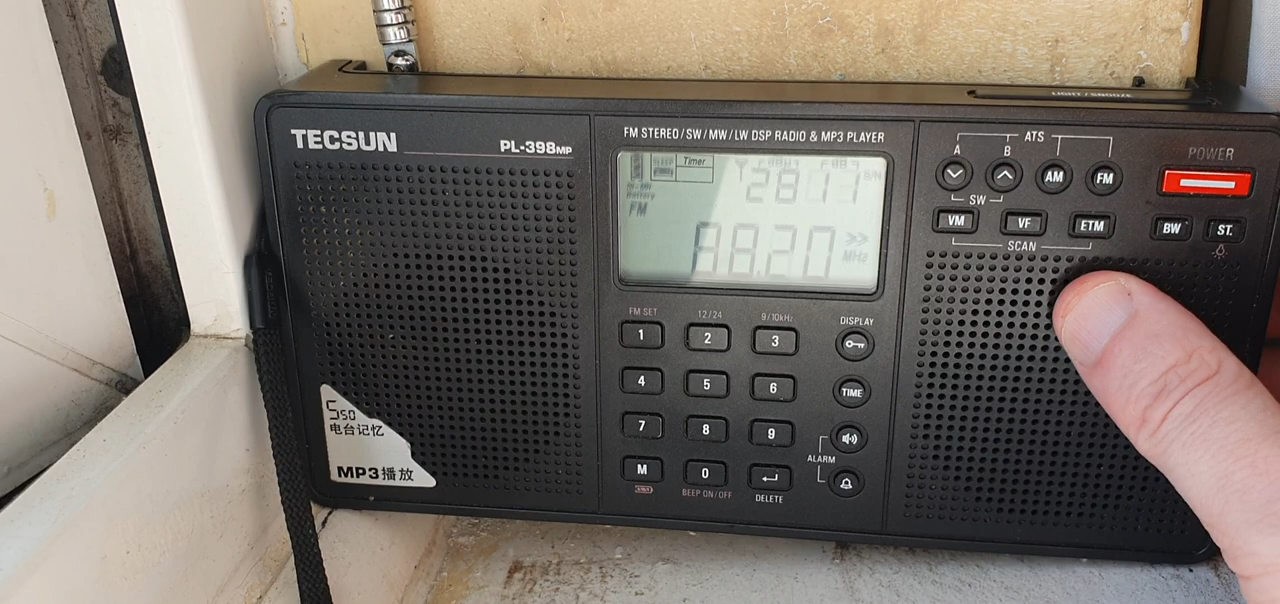 LIGHT / SNOOZE
TECSUN
PL-398MP
FM STEREO/SW/MW/LW DSP RADIO & MP3 PLAYER
Timer
2811
S/N
FM
88.20
MHz
ATS
A
B
AM
FM
SW
POWER
VM
VF
ETM
BW
ST.
SCAN
FM SET
12/24
9/10kHz
DISPLAY
1
2
3
4
5
6
TIME
7
8
9
ALARM
M
0
BEEP ON/OFF
DELETE
550
电台记忆
MP3播放